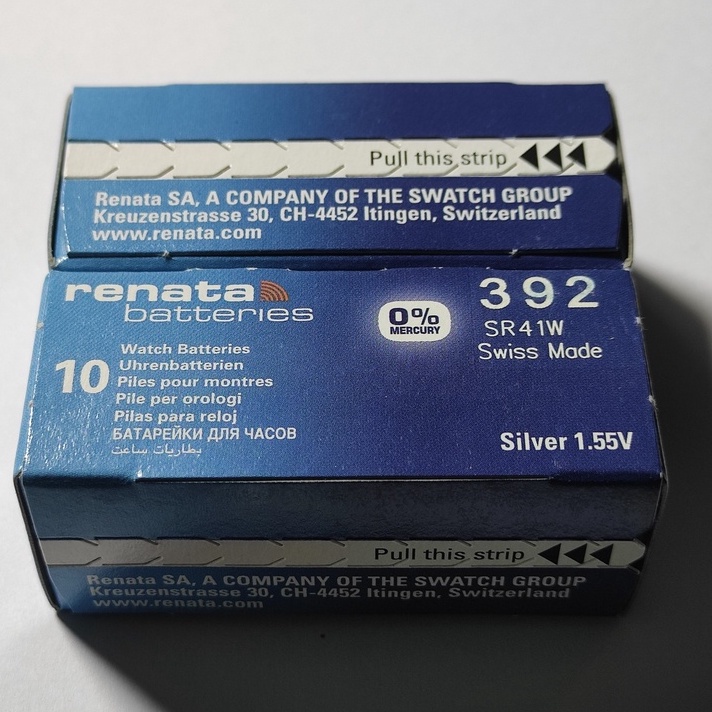 Pull this strip
Renata SA, A COMPANY OF THE SWATCH GROUP
Kreuzenstrasse 30, CH-4452 Itingen, Switzerland
www.renata.com
renata
batteries
0%
MERCURY
392
SR41W
Swiss Made
10
Watch Batteries
Uhrenbatterien
Piles pour montres
Pile per orologi
Pilas para reloj
БАТАРЕЙКИ ДЛЯ ЧАСОВ
بطاريات ساعت
Silver 1.55V
Pull this strip
Renata SA, A COMPANY OF THE SWATCH GROUP
Kreuzenstrasse 30, CH-4452 Itingen, Switzerland
www.renata.com